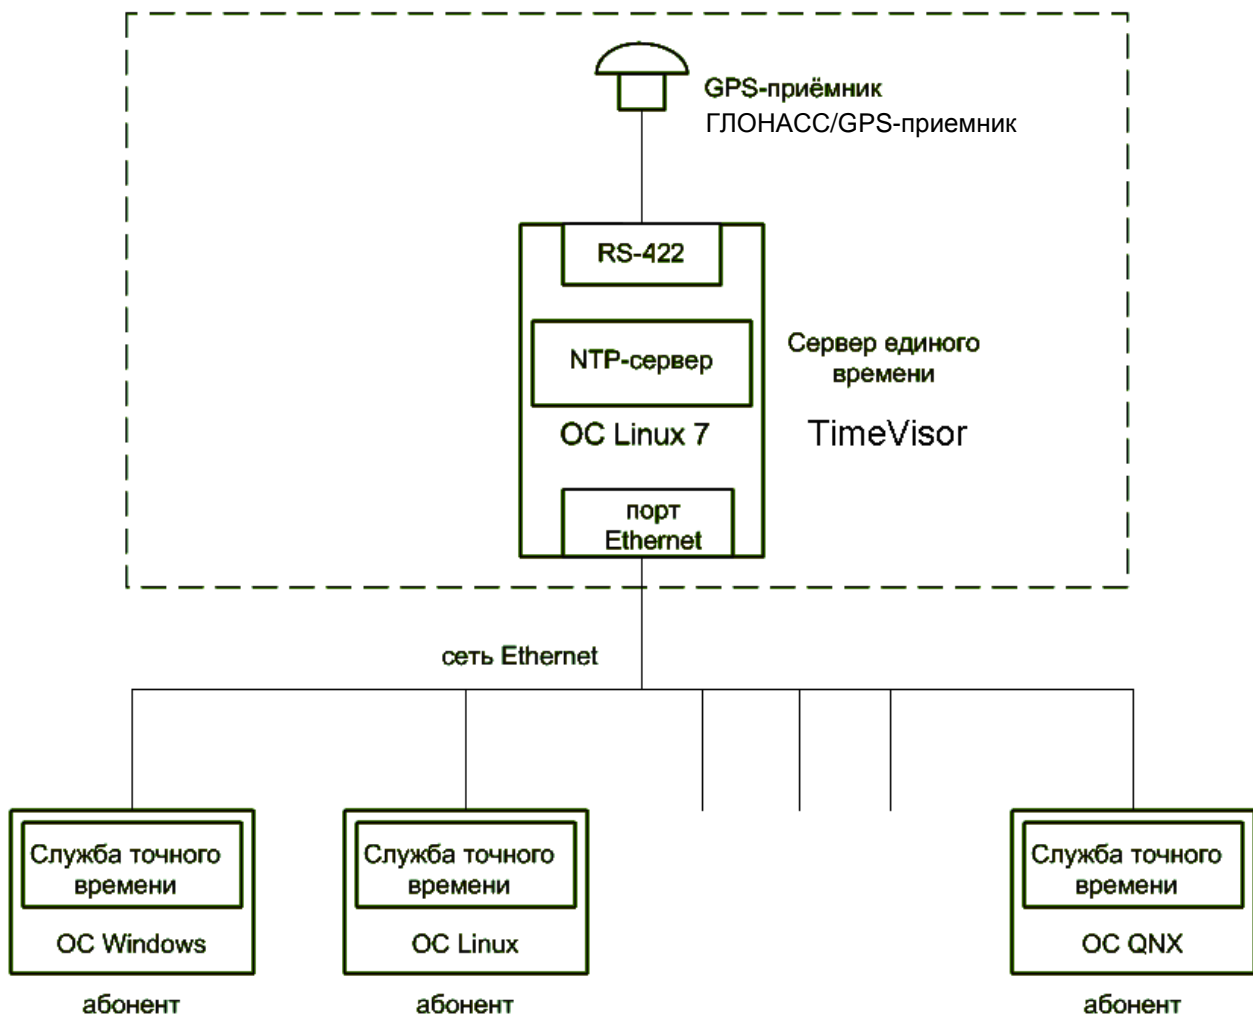 GPS-приёмник
ГЛОНАСС/GPS-приемник
RS-422
NTP-сервер
ОС Linux 7
порт
Ethernet
Сервер единого
времени
TimeVisor
сеть Ethernet
Служба точного
времени
ОС Windows
абонент
Служба точного
времени
ОС Linux
абонент
Служба точного
времени
ОС QNX
абонент